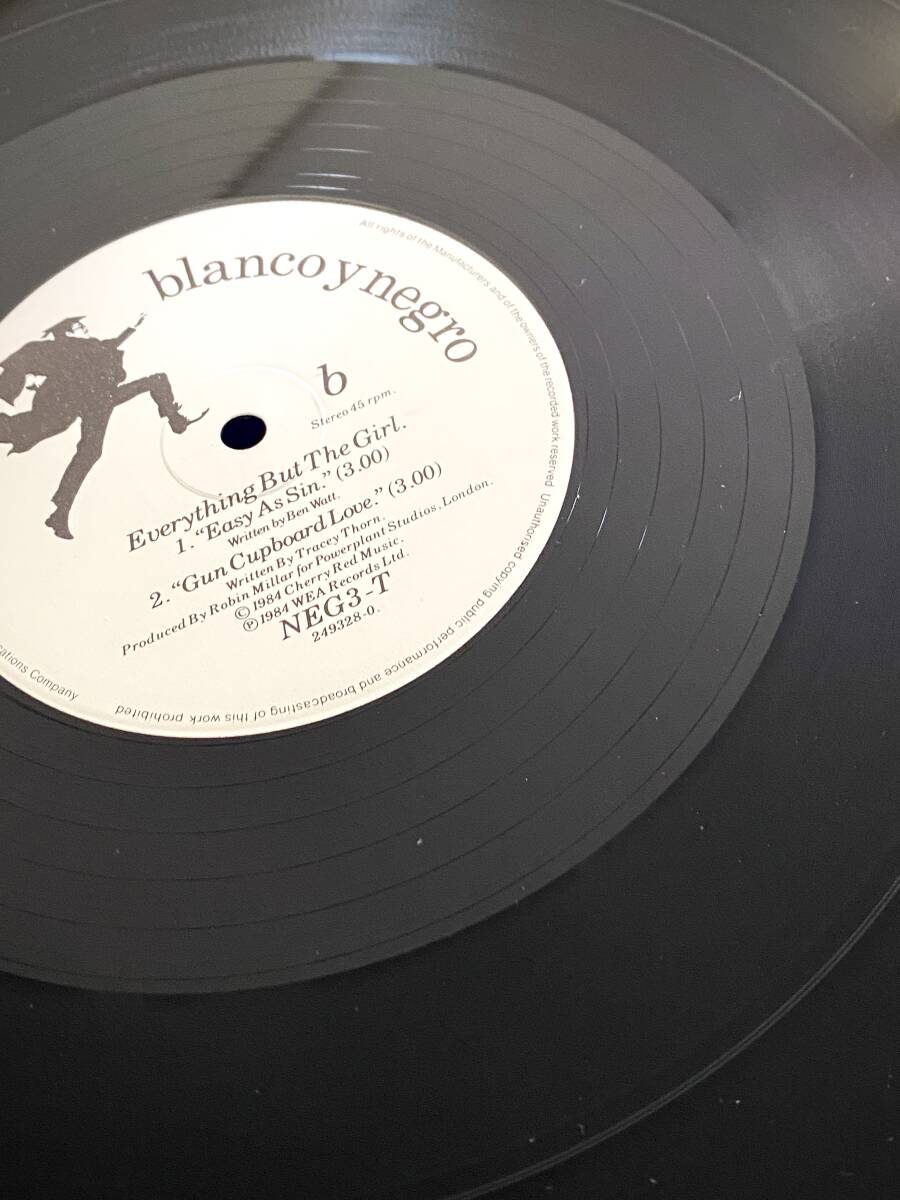 blanco y negro
b
Stereo 45 rpm.
Everything But The Girl.
1. “Easy As Sin.” (3.00)
Written by Ben Watt.
2. “Gun Cupboard Love.” (3.00)
Written By Tracey Thorn.
Produced By Robin Millar for Powerplant Studios. London.
© 1984 Cherry Red Music.
℗ 1984 WEA Records Ltd.
NEG3-T
249328-0.
All rights of the Manufacturers and of the owners of the recorded work reserved Unauthorised copying public performance and broadcasting of this work prohibited
Company